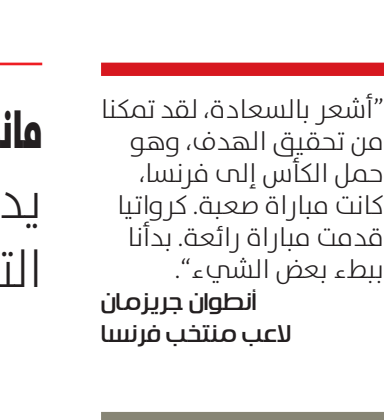 ”أشعر بالسعادة، لقد تمكنا
من تحقيق الهدف، وهو
حمل الكأس إلى فرنسا،
كانت مباراة صعبة. كرواتيا
قدمت مباراة رائعة. بدأنا
ببطء بعض الشيء“.
أنطوان جريزمان
لاعب منتخب فرنسا